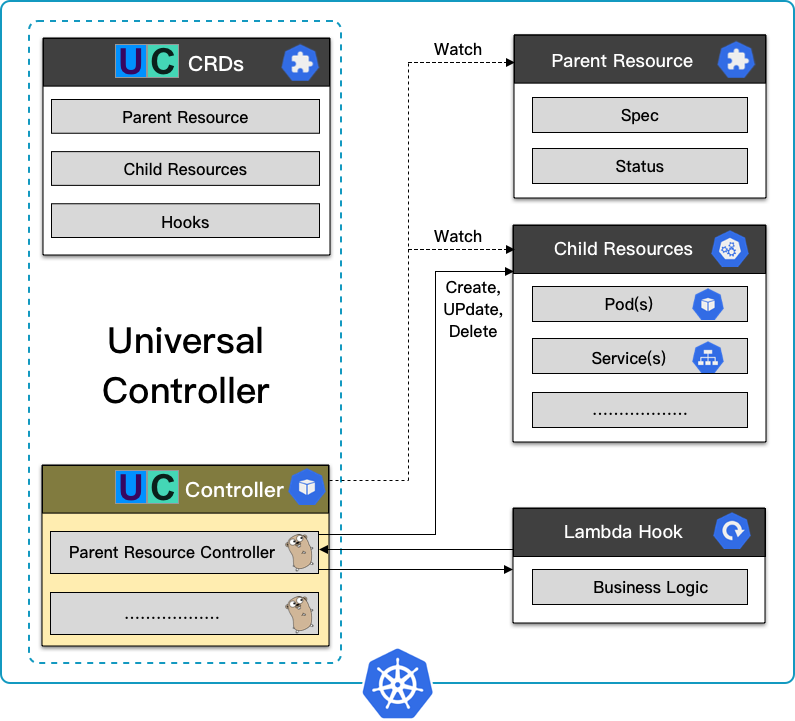 UC CRDs
Parent Resource
Child Resources
Hooks
Universal
Controller
UC Controller
Parent Resource Controller
..................
Watch
Watch
Create,
UPdate,
Delete
Parent Resource
Spec
Status
Child Resources
Pod(s)
Service(s)
..................
Lambda Hook
Business Logic